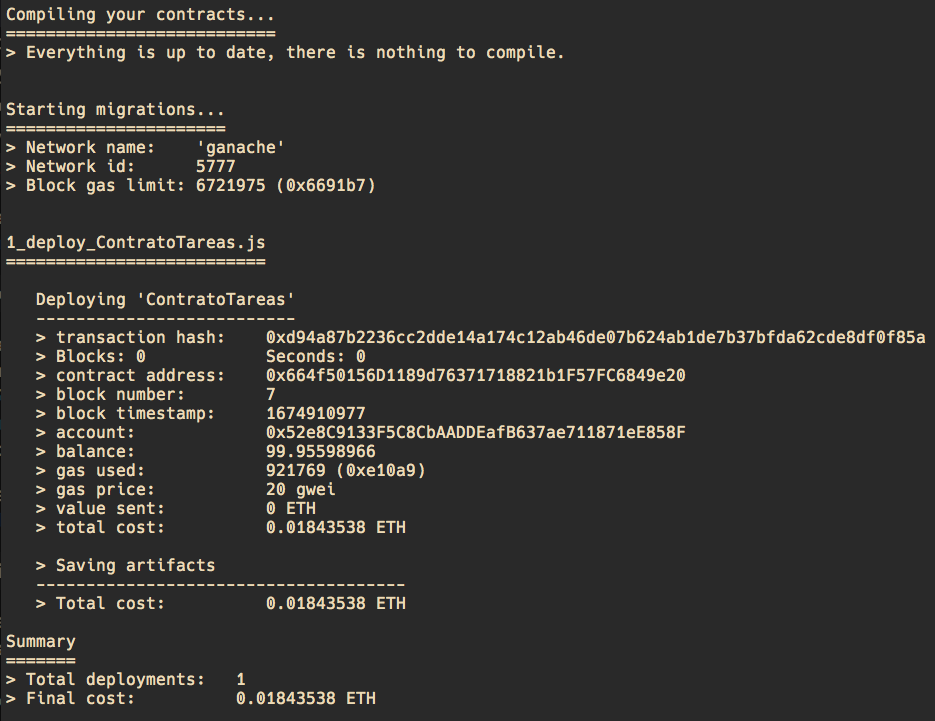 Compiling your contracts...
===========================
> Everything is up to date, there is nothing to compile.
Starting migrations...
======================
> Network name:    'ganache'
> Network id:      5777
> Block gas limit: 6721975 (0x6691b7)
1_deploy_ContratoTareas.js
==========================
   Deploying 'ContratoTareas'
   --------------------------
   > transaction hash:    0xd94a87b2236cc2dde14a174c12ab46de07b624ab1de7b37bfda62cde8df0f85a
   > Blocks: 0            Seconds: 0
   > contract address:    0x664f50156D1189d76371718821b1F57FC6849e20
   > block number:        7
   > block timestamp:     1674910977
   > account:             0x52e8C9133F5C8CbAADDEafB637ae711871eE858F
   > balance:             99.95598966
   > gas used:            921769 (0xe10a9)
   > gas price:           20 gwei
   > value sent:          0 ETH
   > total cost:          0.01843538 ETH
   > Saving artifacts
   -------------------------------------
   > Total cost:          0.01843538 ETH
Summary
=======
> Total deployments:   1
> Final cost:          0.01843538 ETH